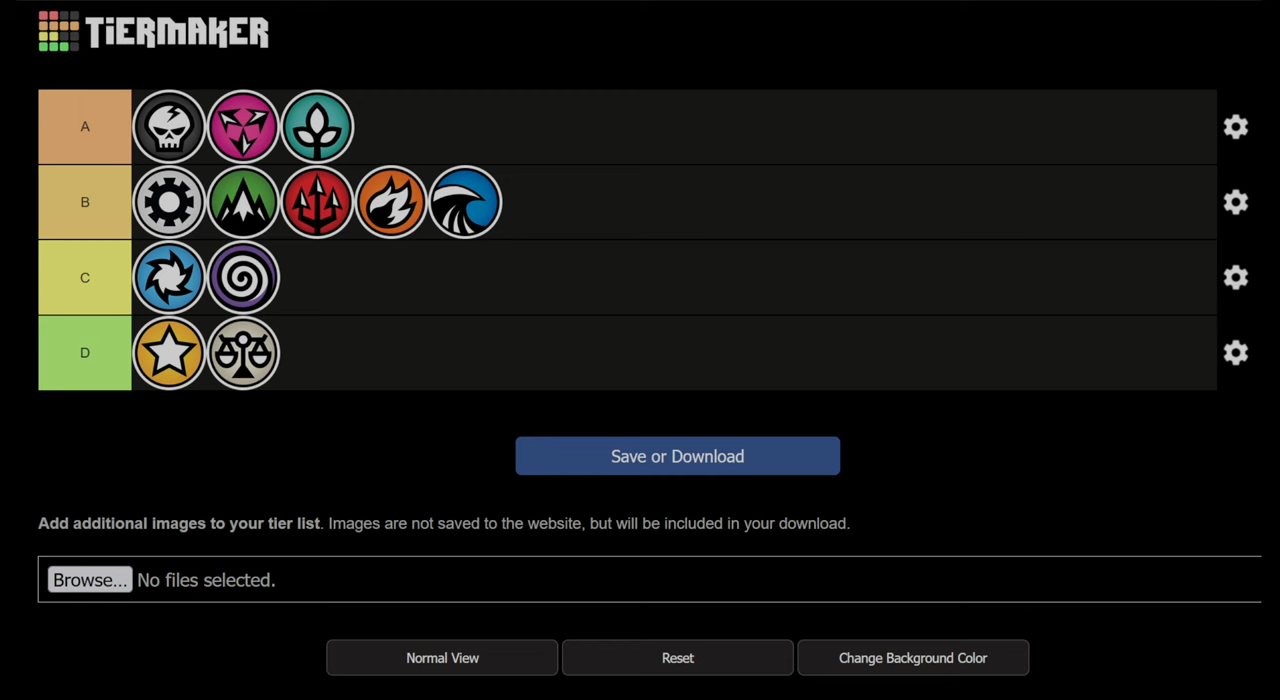 TiERMAKER
A
B
C
D
Save or Download
Add additional images to your tier list. Images are not saved to the website, but will be included in your download.
Browse... No files selected.
Normal View Reset Change Background Color